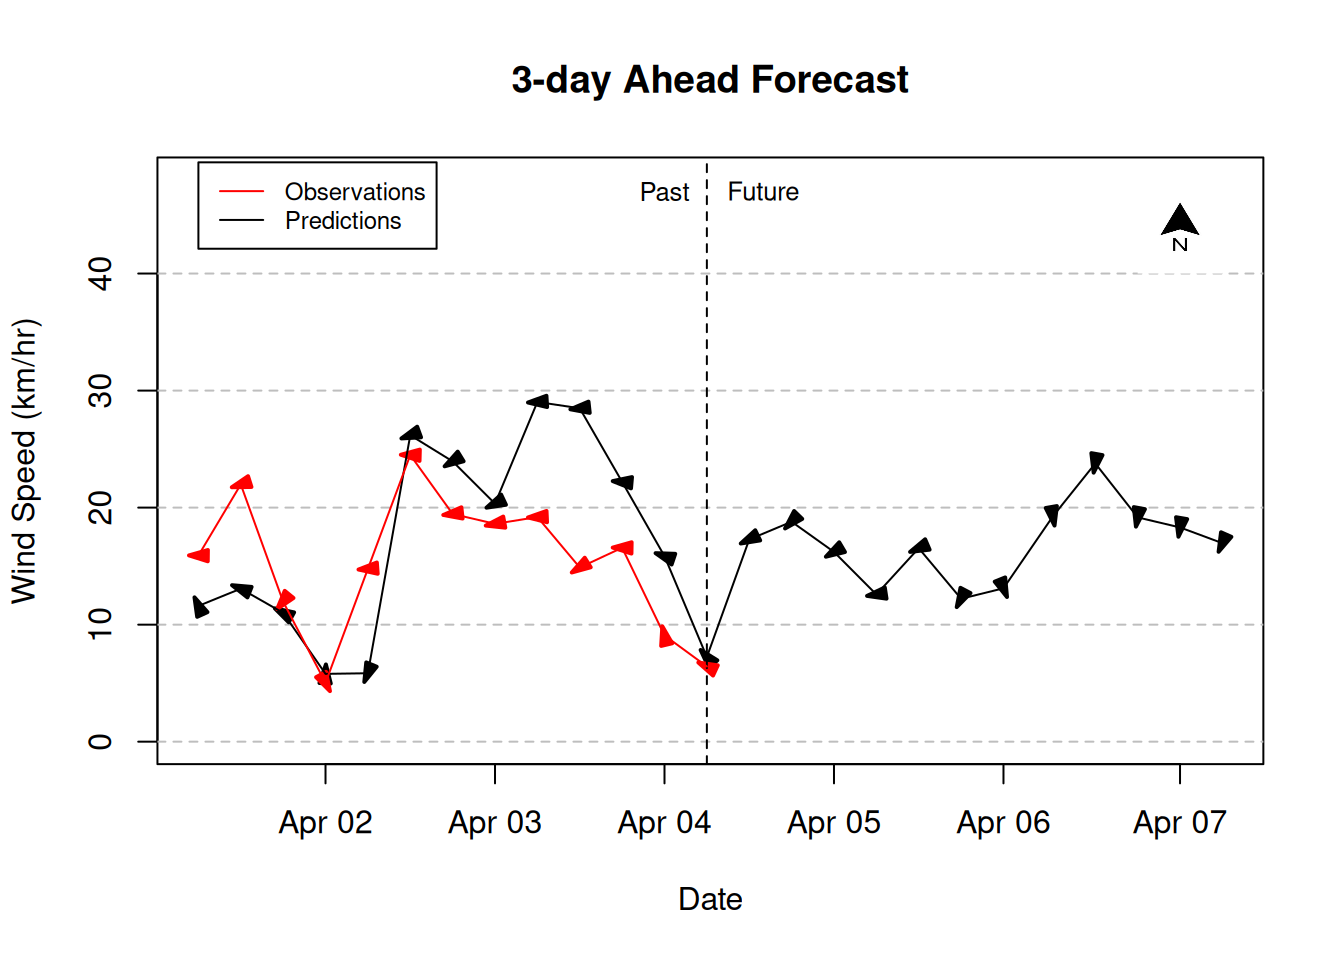 3-day Ahead Forecast
Observations
Predictions
Past
Future
N
Wind Speed (km/hr)
40
30
20
10
0
Apr 02
Apr 03
Apr 04
Apr 05
Apr 06
Apr 07
Date